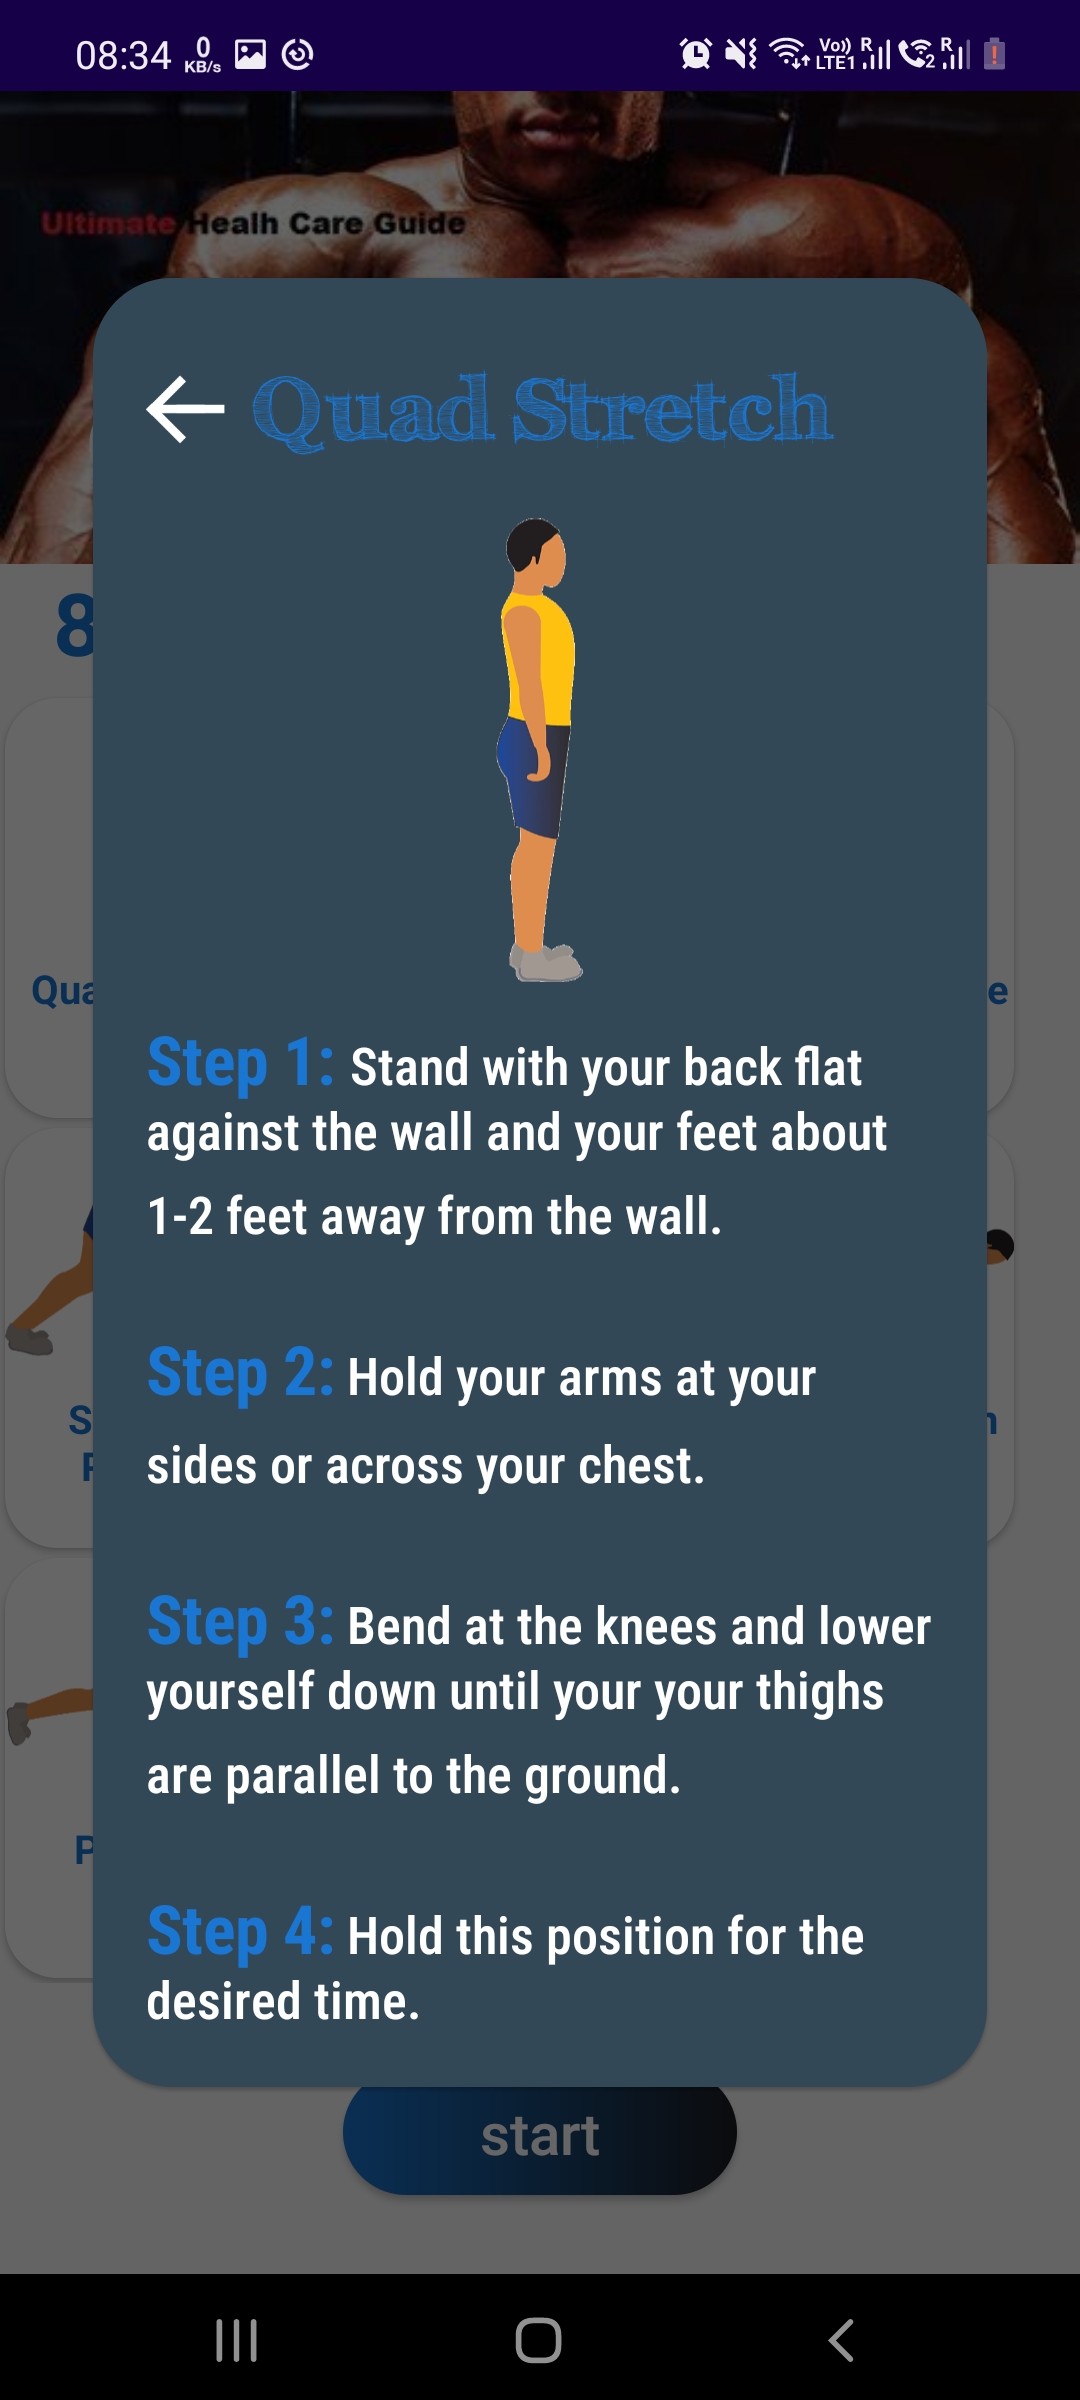 08:34 0 KB/s Vo)) LTE1 R 2 R
Ultimate Healh Care Guide
Quad Stretch
8
Qua
e
Step 1: Stand with your back flat
against the wall and your feet about
1-2 feet away from the wall.
Step 2: Hold your arms at your
S
n
F
sides or across your chest.
Step 3: Bend at the knees and lower
yourself down until your your thighs
are parallel to the ground.
P
Step 4: Hold this position for the
desired time.
start